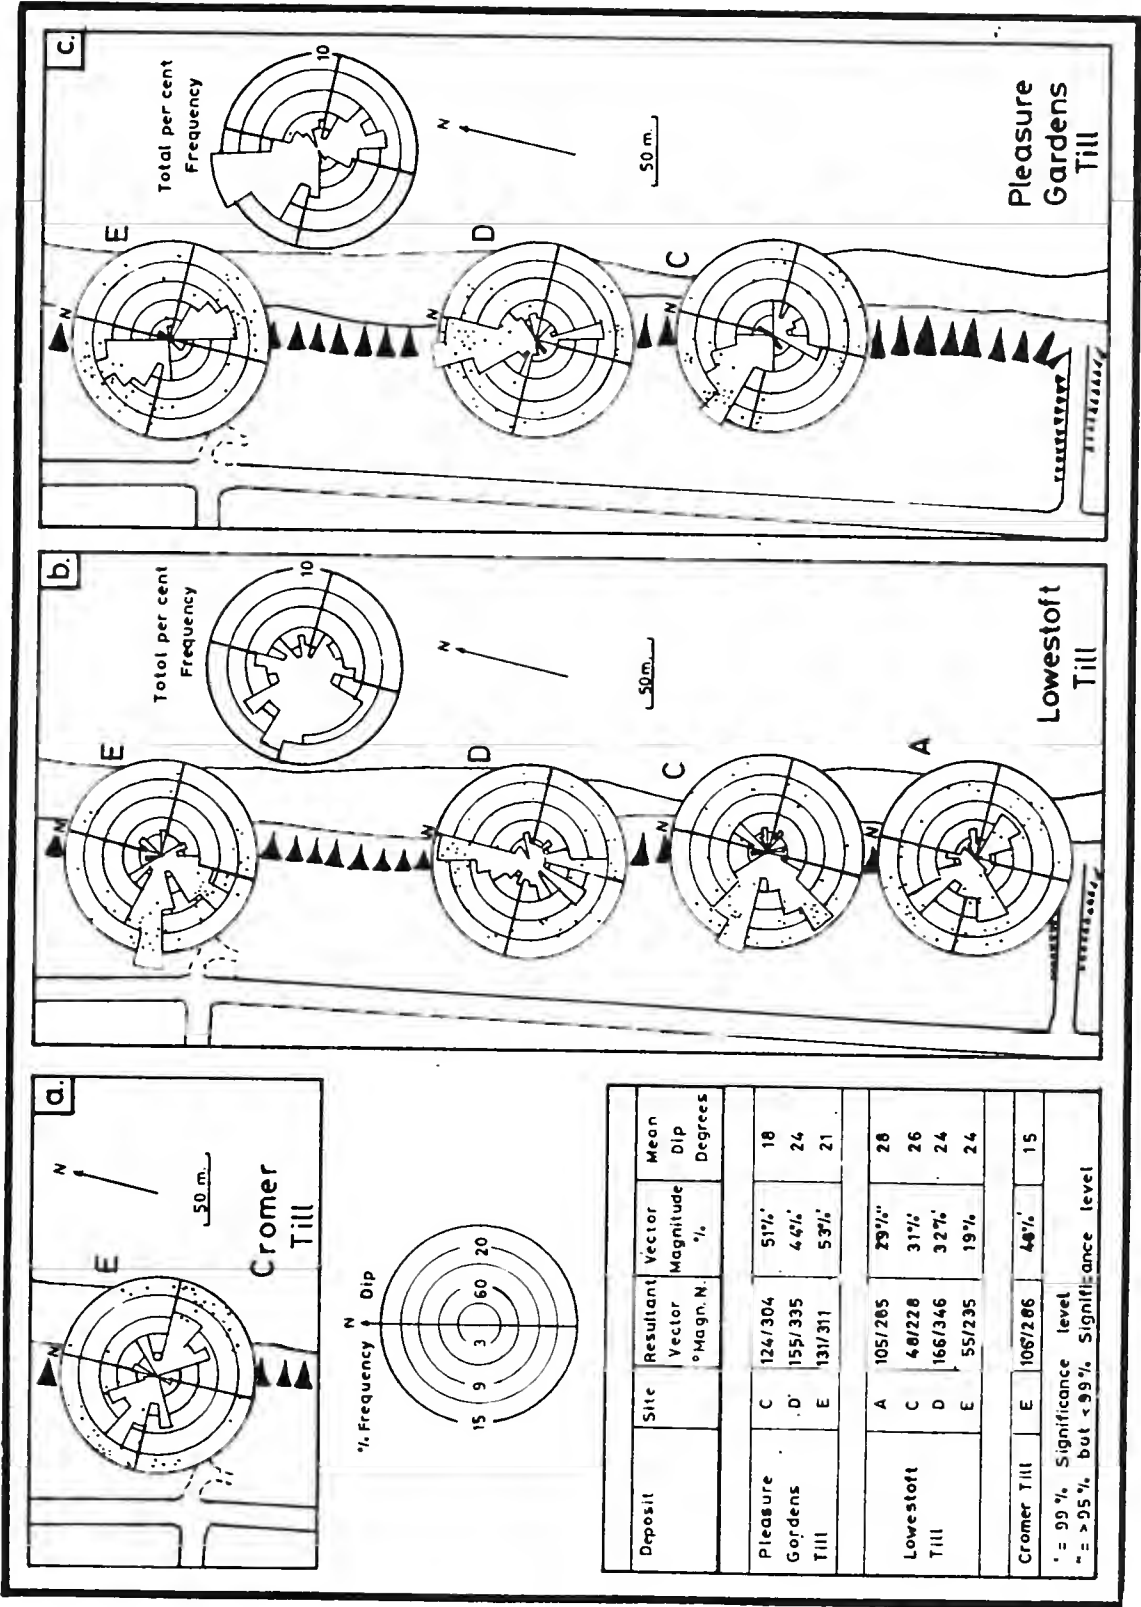 a.
N
E
N
50 m.
Cromer
Till
% Frequency
Dip
N
15
9
3
60
20
Deposit
Site
Resultant
Vector
°Magn. N.
Vector
Magnitude
%
Mean
Dip
Degrees
Pleasure
Gardens
Till
C 124/304 51%' 18
D 155/335 44%' 24
E 131/311 53%' 21
Lowestoft
Till
A 105/285 29%" 28
C 48/228 31%' 26
D 166/346 32%' 24
E 55/235 19% 24
Cromer Till E 106/286 48%' 15
' = 99 % Significance level
" = >95% but <99% Significance level
b.
Total per cent
Frequency
10
N
E
N
D
N
C
N
A
N
50m.
Lowestoft
Till
c.
Total per cent
Frequency
10
N
E
N
D
N
C
N
50 m.
Pleasure
Gardens
Till